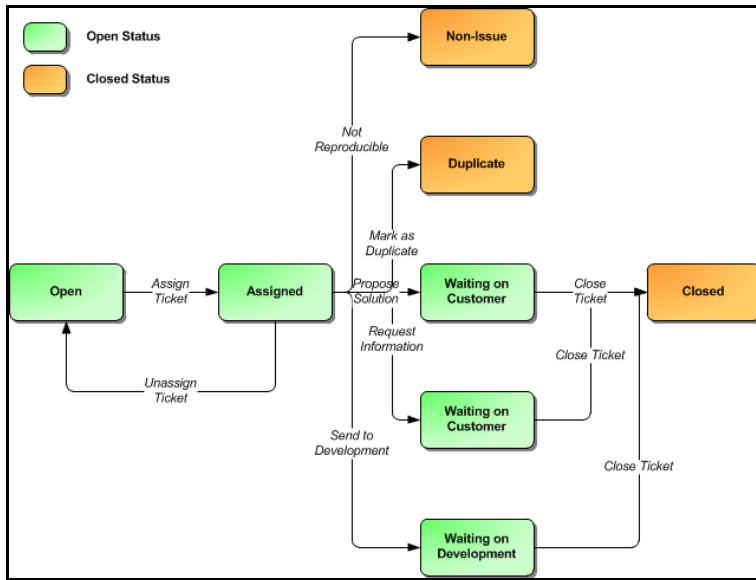 Open Status
Non-Issue
Closed Status
Not
Reproducible
Duplicate
Mark as
Duplicate
Open
Assign
Ticket
Assigned
Propose
Solution
Waiting on
Customer
Close
Ticket
Closed
Request
Information
Close Ticket
Unassign
Ticket
Waiting on
Customer
Send to
Development
Close Ticket
Waiting on
Development